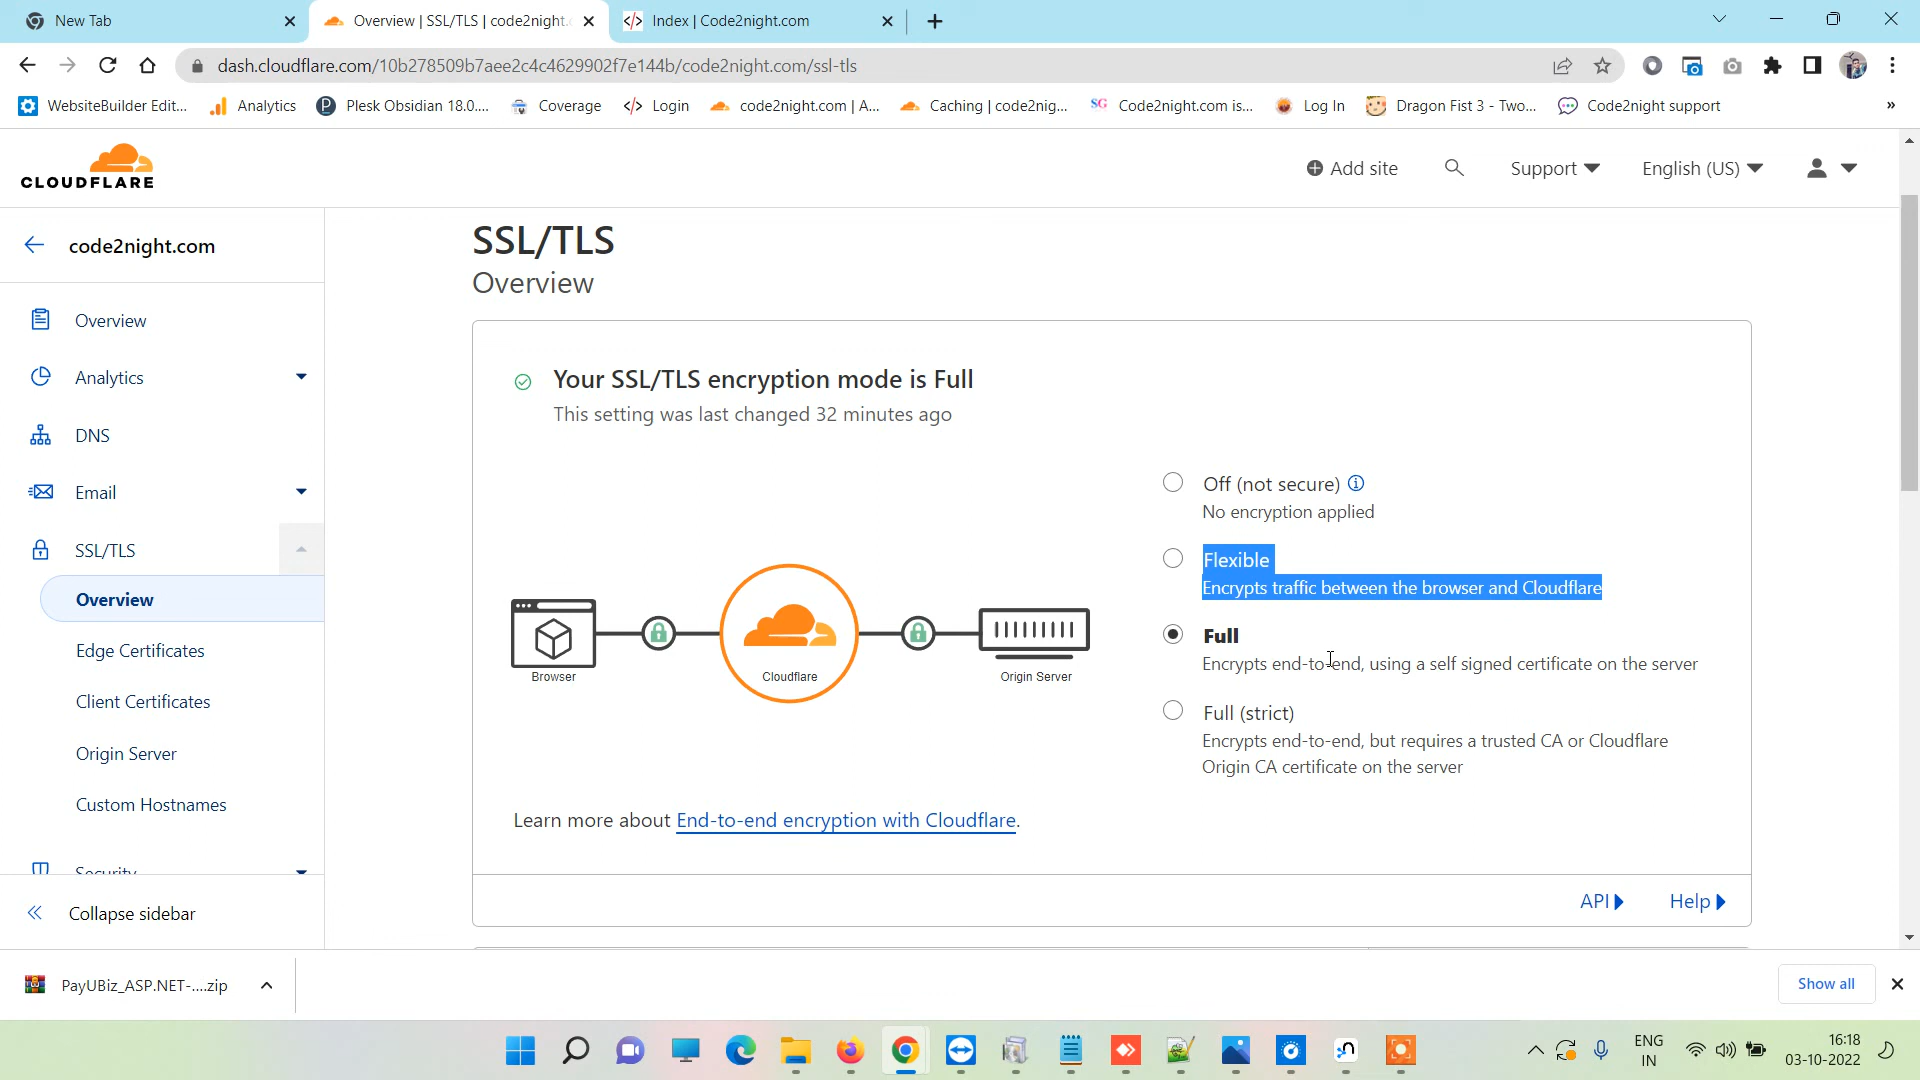 New Tab
Overview | SSL/TLS | code2night.
Index | Code2night.com
dash.cloudflare.com/10b278509b7aee2c4c4629902f7e144b/code2night.com/ssl-tls
WebsiteBuilder Edit...
Analytics
Plesk Obsidian 18.0....
Coverage
Login
code2night.com | A...
Caching | code2nig...
SG Code2night.com is...
Log In
Dragon Fist 3 - Two...
Code2night support
»
CLOUDFLARE
Add site
Support
English (US)
code2night.com
Overview
Analytics
DNS
Email
SSL/TLS
Overview
Edge Certificates
Client Certificates
Origin Server
Custom Hostnames
Security
Collapse sidebar
SSL/TLS
Overview
Your SSL/TLS encryption mode is Full
This setting was last changed 32 minutes ago
Browser
Cloudflare
Origin Server
Off (not secure)
No encryption applied
Flexible
Encrypts traffic between the browser and Cloudflare
Full
Encrypts end-to-end, using a self signed certificate on the server
Full (strict)
Encrypts end-to-end, but requires a trusted CA or Cloudflare
Origin CA certificate on the server
Learn more about End-to-end encryption with Cloudflare.
API
Help
PayUBiz_ASP.NET-....zip
Show all
ENG
IN
16:18
03-10-2022